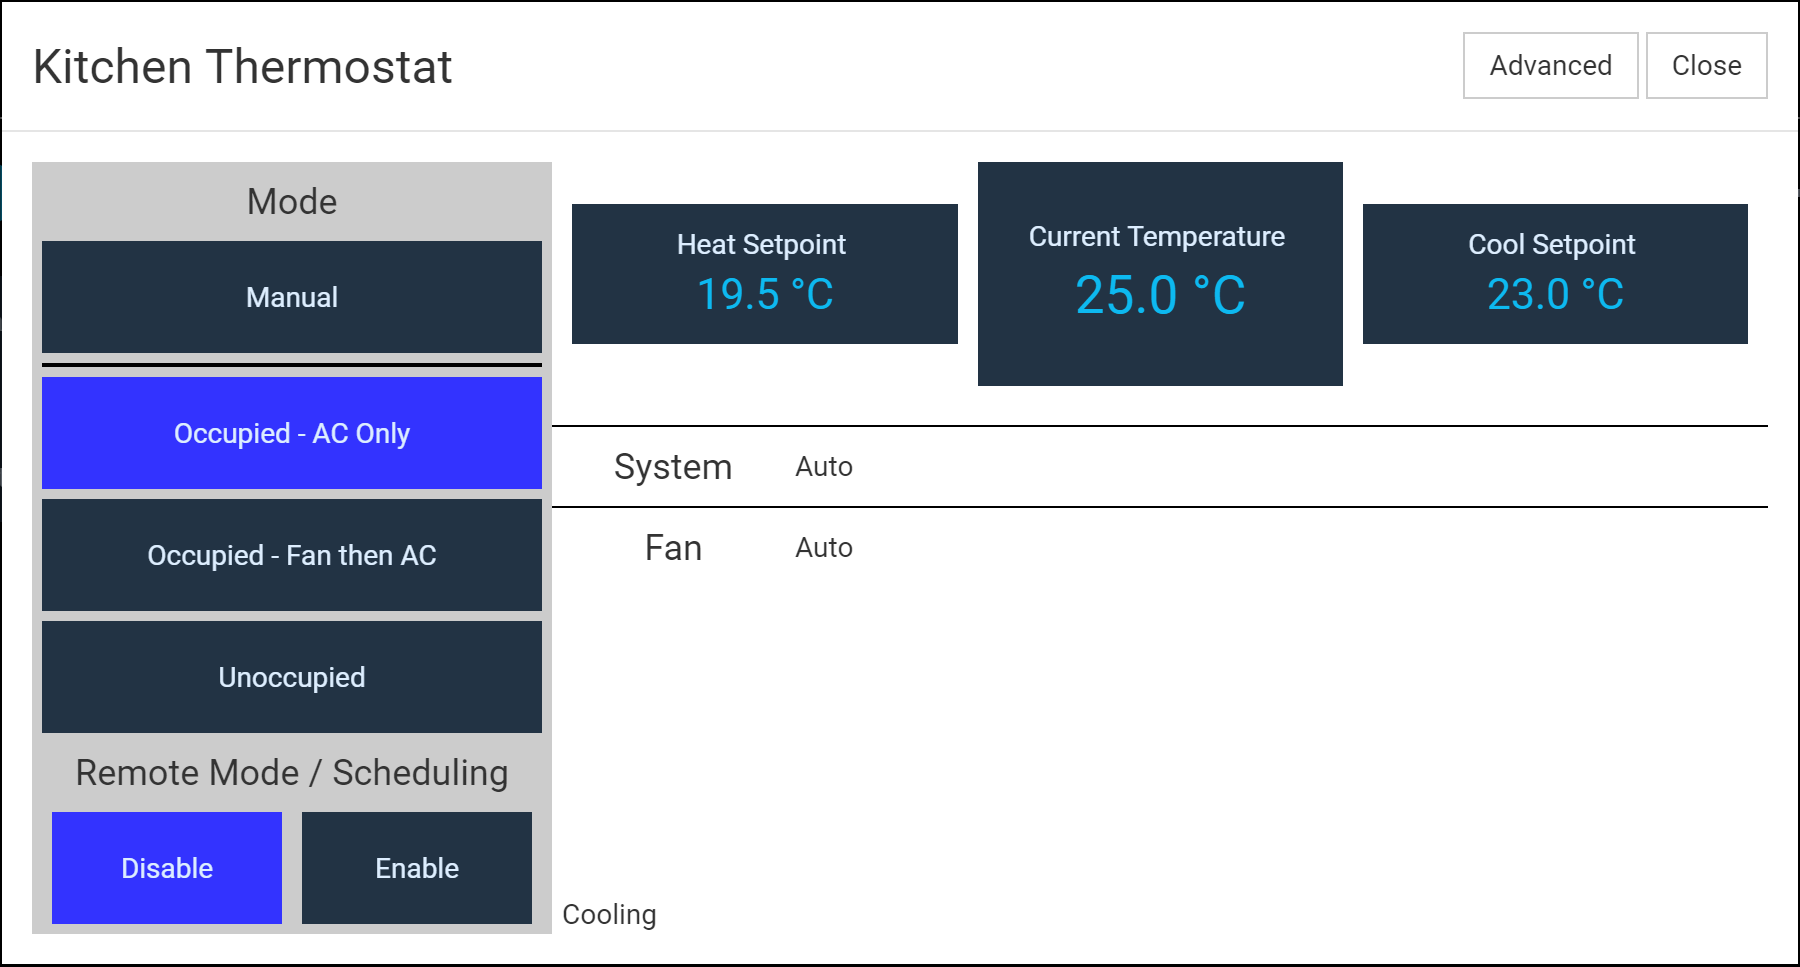 Kitchen Thermostat
Advanced
Close
Mode
Manual
Occupied - AC Only
Occupied - Fan then AC
Unoccupied
Remote Mode / Scheduling
Disable
Enable
Heat Setpoint
19.5 °C
Current Temperature
25.0 °C
Cool Setpoint
23.0 °C
System
Auto
Fan
Auto
Cooling